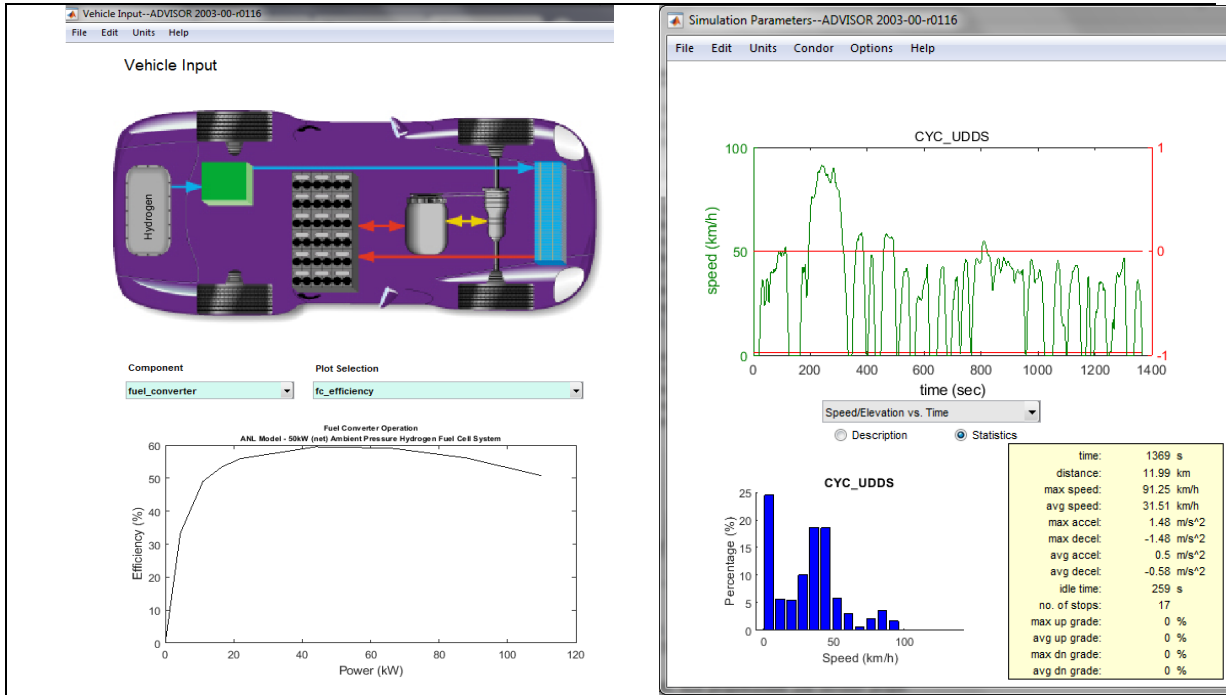 Vehicle Input--ADVISOR 2003-00-r0116
File Edit Units Help
Vehicle Input
Hydrogen
Component
Plot Selection
fuel_converter
fc_efficiency
Fuel Converter Operation
ANL Model - 50kW (net) Ambient Pressure Hydrogen Fuel Cell System
Efficiency (%)
60
50
40
30
20
10
0
0 20 40 60 80 100 120
Power (kW)
Simulation Parameters--ADVISOR 2003-00-r0116
File Edit Units Condor Options Help
CYC_UDDS
speed (km/h)
100
50
0
1
0
-1
0 200 400 600 800 1000 1200 1400
time (sec)
Speed/Elevation vs. Time
Description Statistics
CYC_UDDS
Percentage (%)
25
20
15
10
5
0
0 50 100
Speed (km/h)
time: 1369 s
distance: 11.99 km
max speed: 91.25 km/h
avg speed: 31.51 km/h
max accel: 1.48 m/s^2
max decel: -1.48 m/s^2
avg accel: 0.5 m/s^2
avg decel: -0.58 m/s^2
idle time: 259 s
no. of stops: 17
max up grade: 0 %
avg up grade: 0 %
max dn grade: 0 %
avg dn grade: 0 %